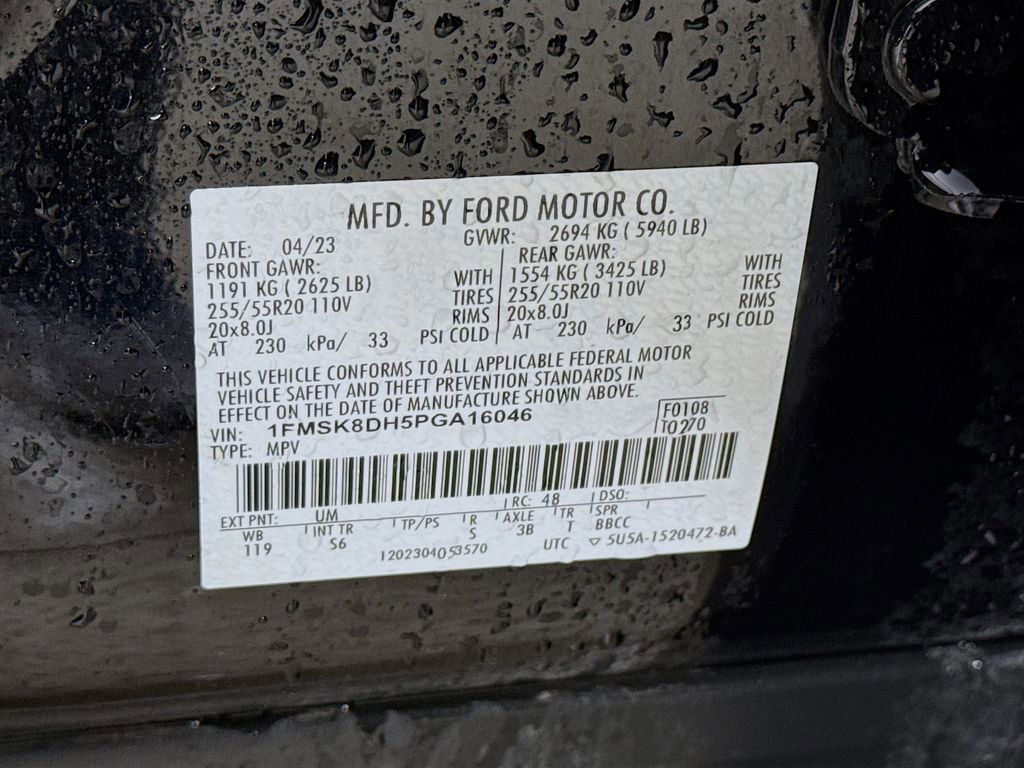 MFD. BY FORD MOTOR CO.
DATE: 04/23 GVWR: 2694 KG ( 5940 LB)
FRONT GAWR: REAR GAWR:
1191 KG ( 2625 LB) WITH 1554 KG ( 3425 LB) WITH
255/55R20 110V TIRES 255/55R20 110V TIRES
20x8.0J RIMS 20x8.0J RIMS
AT 230 kPa/ 33 PSI COLD AT 230 kPa/ 33 PSI COLD
THIS VEHICLE CONFORMS TO ALL APPLICABLE FEDERAL MOTOR
VEHICLE SAFETY AND THEFT PREVENTION STANDARDS IN
EFFECT ON THE DATE OF MANUFACTURE SHOWN ABOVE.
VIN: 1FMSK8DH5PGA16046 F0108
TYPE: MPV T0270
EXT PNT: UM RC: 48 DSO:
WB INT TR TP/PS R AXLE TR SPR
119 S6 S 3B T BBCC
1202304053570 UTC ▽ 5U5A-1520472-BA